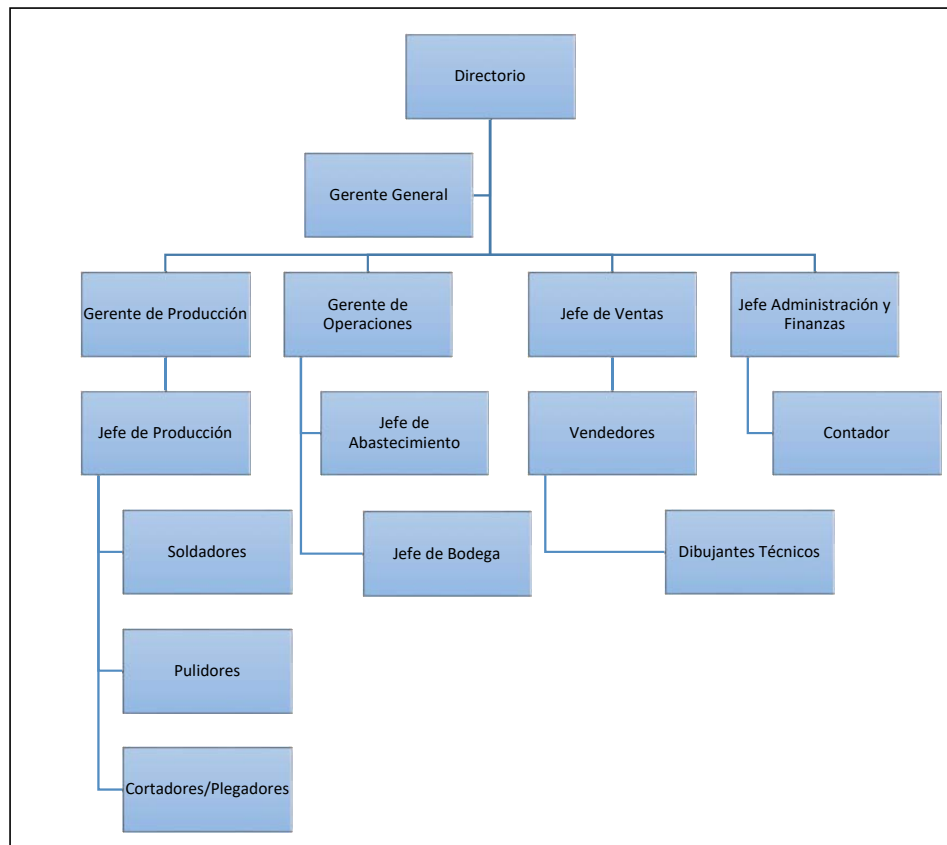 Directorio
Gerente General
Gerente de Producción
Gerente de
Operaciones
Jefe de Ventas
Jefe Administración y
Finanzas
Jefe de Producción
Jefe de
Abastecimiento
Vendedores
Contador
Soldadores
Jefe de Bodega
Dibujantes Técnicos
Pulidores
Cortadores/Plegadores